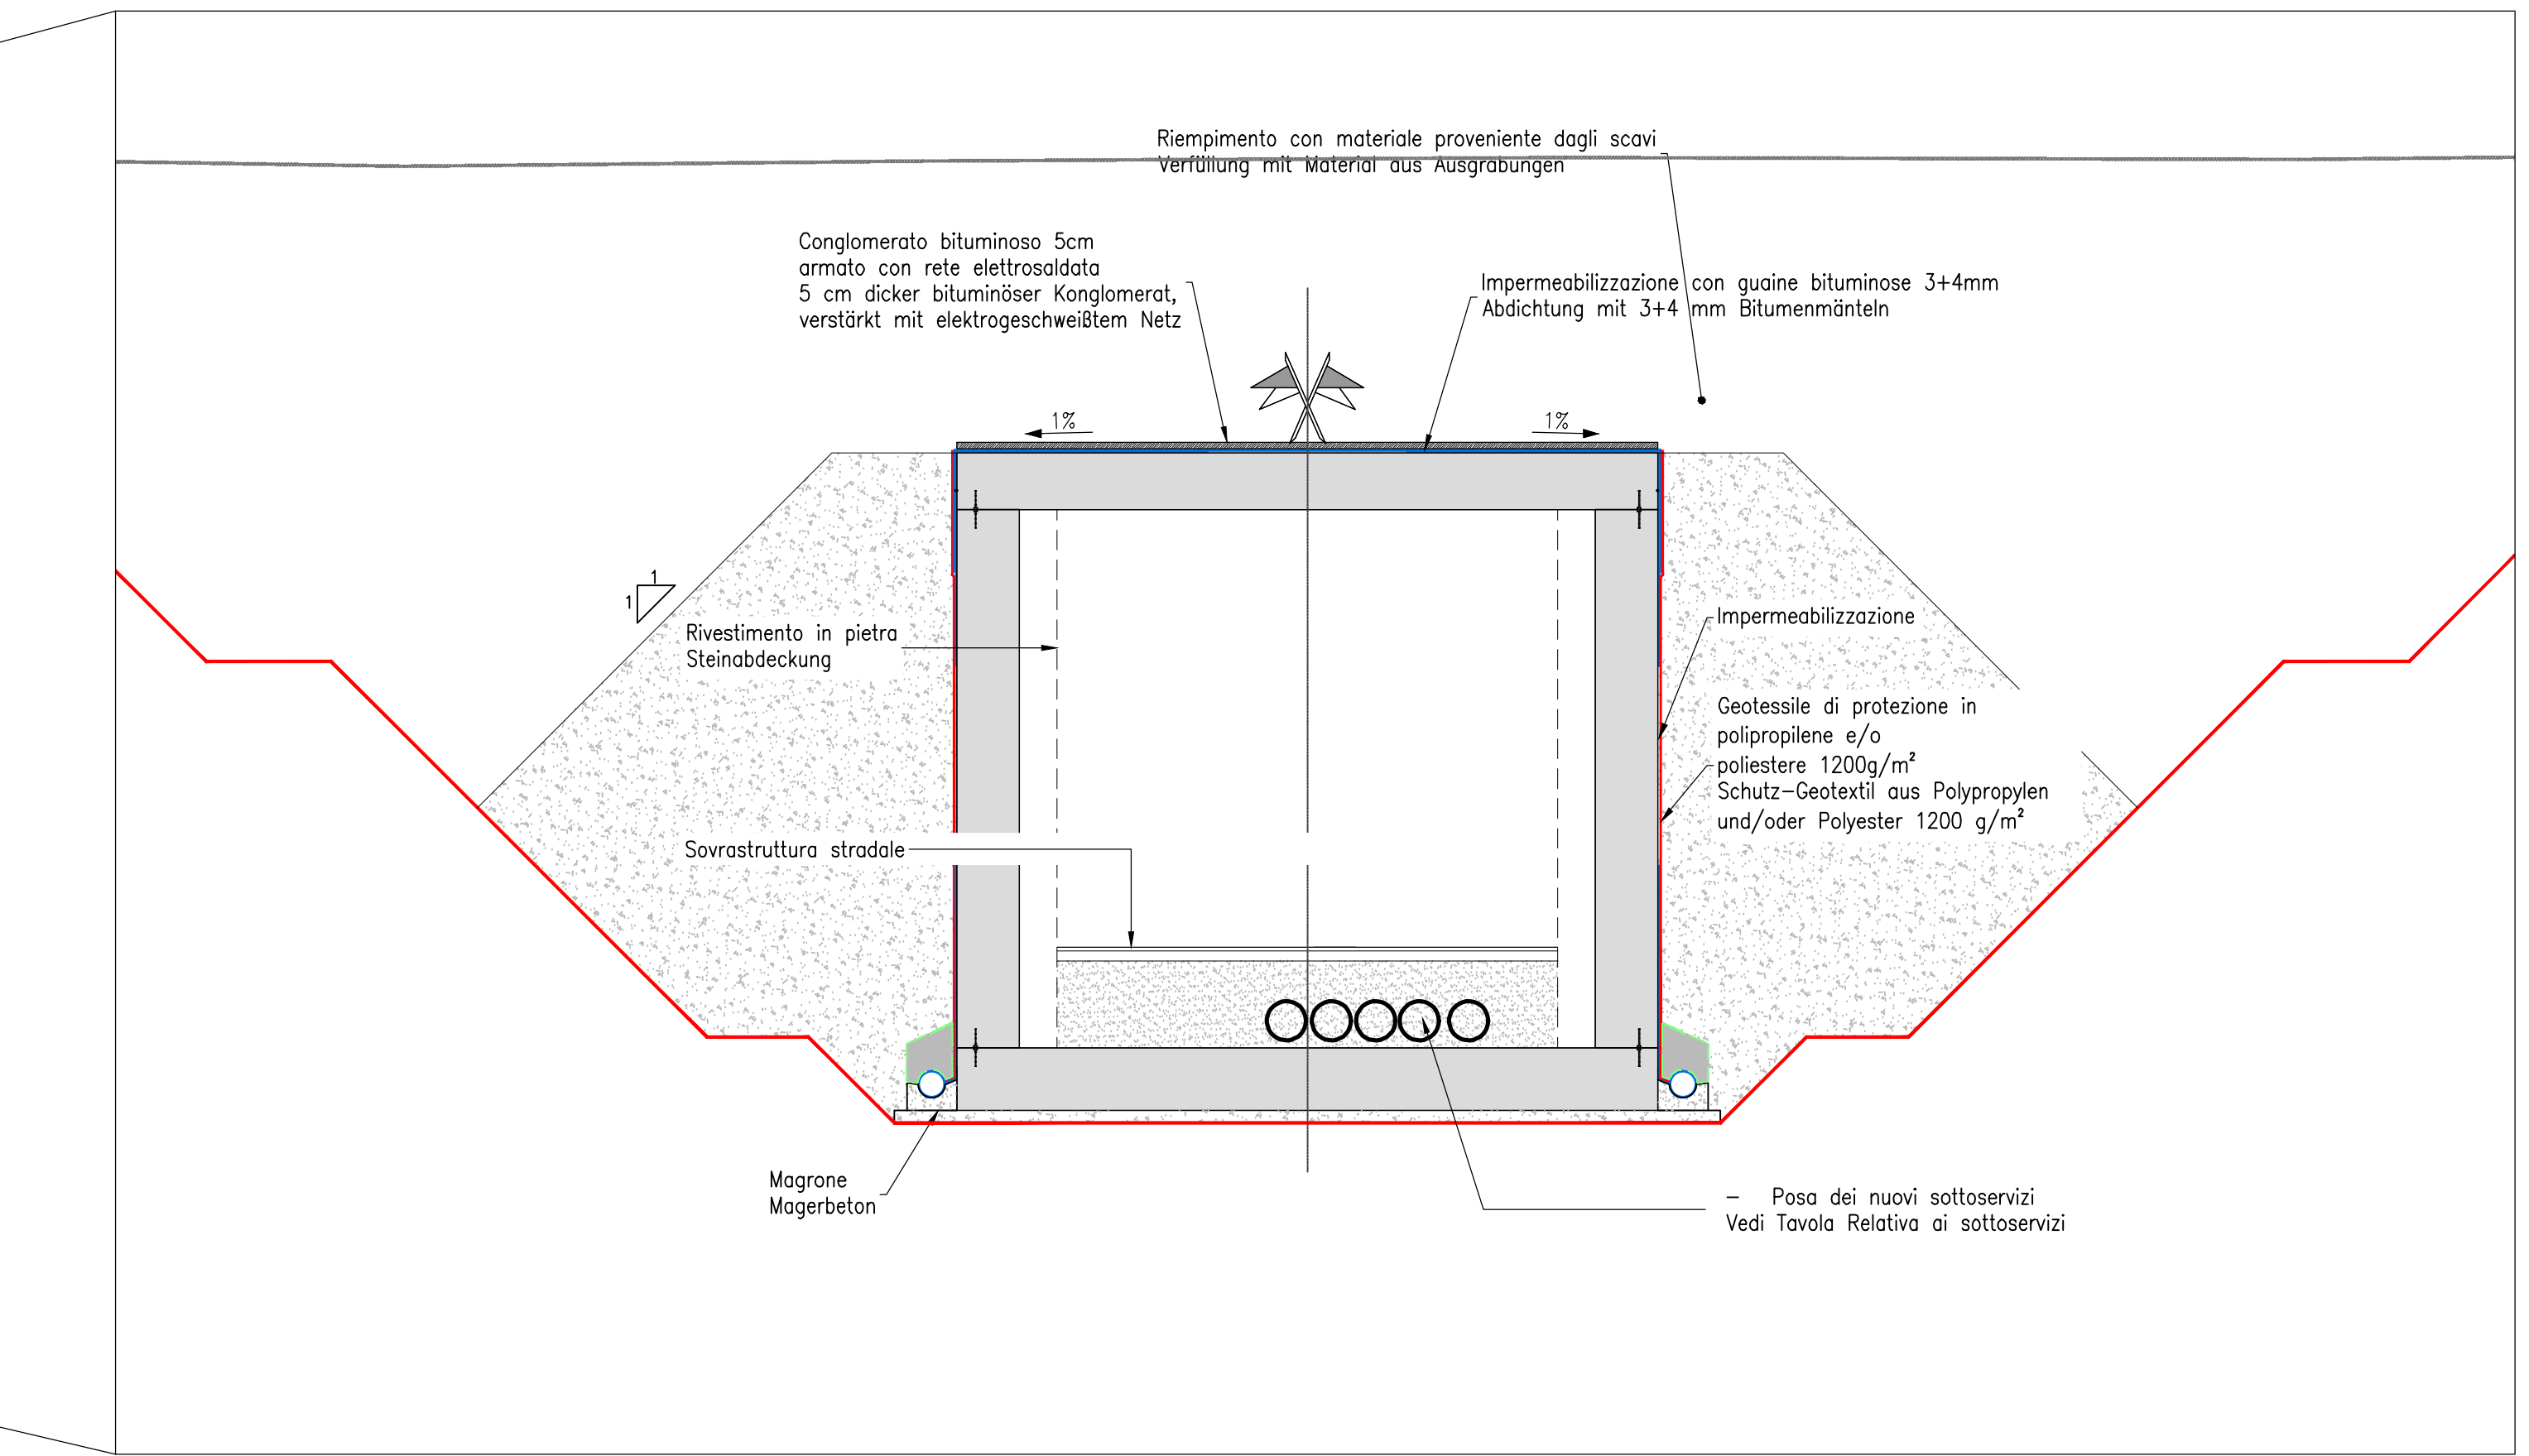 Riempimento con materiale proveniente dagli scavi
Verfüllung mit Material aus Ausgrabungen
Conglomerato bituminoso 5cm
armato con rete elettrosaldata
5 cm dicker bituminöser Konglomerat,
verstärkt mit elektrogeschweißtem Netz
Impermeabilizzazione con guaine bituminose 3+4mm
Abdichtung mit 3+4 mm Bitumenmänteln
1%
1%
1
1
Rivestimento in pietra
Steinabdeckung
Impermeabilizzazione
Geotessile di protezione in
polipropilene e/o
poliestere 1200g/m²
Schutz-Geotextil aus Polypropylen
und/oder Polyester 1200 g/m²
Sovrastruttura stradale
Magrone
Magerbeton
- Posa dei nuovi sottoservizi
Vedi Tavola Relativa ai sottoservizi